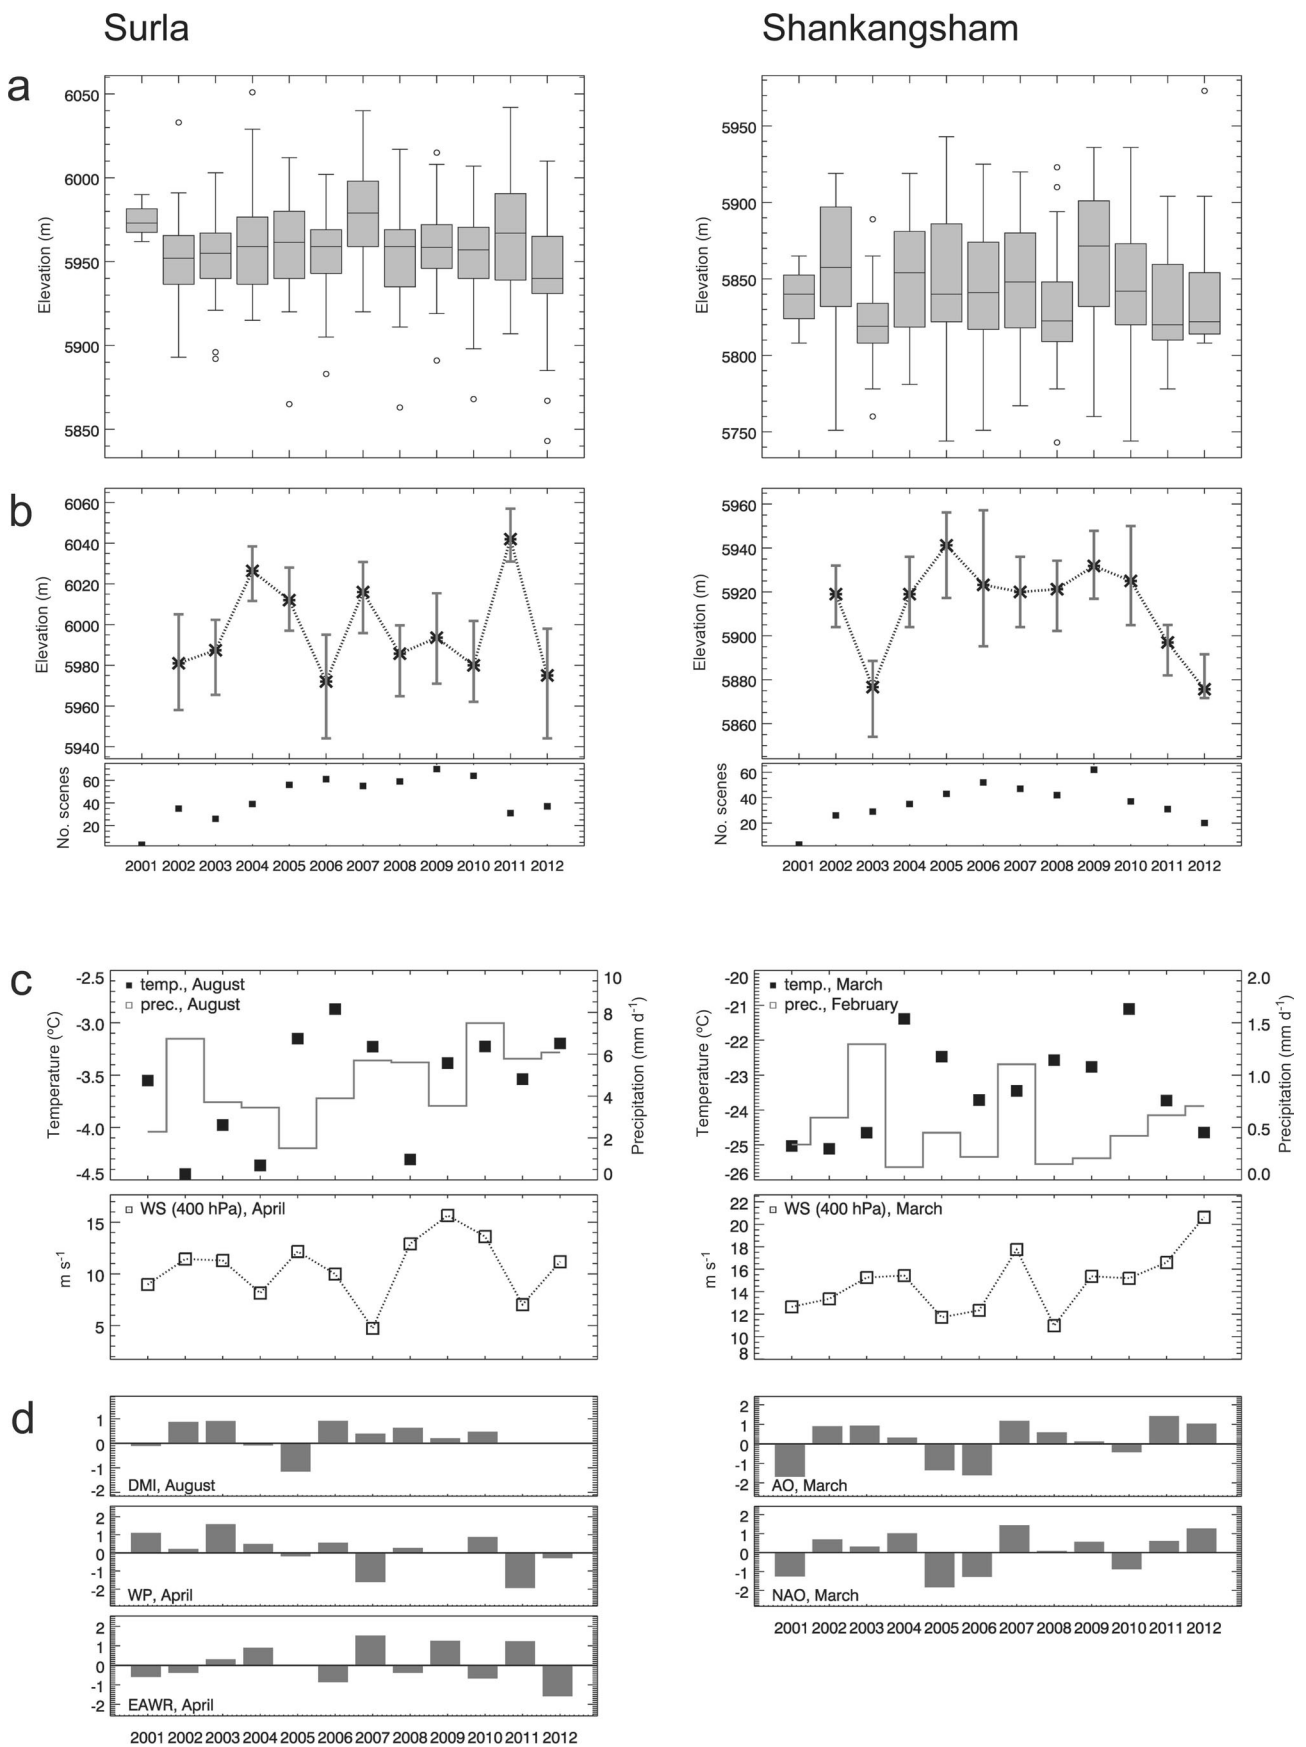 Surla
Shankangsham
a
Elevation (m)
6050
6000
5950
5900
5850
Elevation (m)
5950
5900
5850
5800
5750
b
Elevation (m)
6060
6040
6020
6000
5980
5960
5940
Elevation (m)
5960
5940
5920
5900
5880
5860
No. scenes
60
40
20
2001 2002 2003 2004 2005 2006 2007 2008 2009 2010 2011 2012
No. scenes
60
40
20
2001 2002 2003 2004 2005 2006 2007 2008 2009 2010 2011 2012
c
Temperature (ºC)
-2.5
-3.0
-3.5
-4.0
-4.5
temp., August
prec., August
10
8
6
4
2
0
Precipitation (mm d-1)
Temperature (ºC)
-20
-21
-22
-23
-24
-25
-26
temp., March
prec., February
2.0
1.5
1.0
0.5
0.0
Precipitation (mm d-1)
m s-1
15
10
5
WS (400 hPa), April
m s-1
22
20
18
16
14
12
10
8
WS (400 hPa), March
d
1
0
-1
-2
DMI, August
2
1
0
-1
-2
AO, March
2
1
0
-1
-2
WP, April
2
1
0
-1
-2
NAO, March
2001 2002 2003 2004 2005 2006 2007 2008 2009 2010 2011 2012
2
1
0
-1
-2
EAWR, April
2001 2002 2003 2004 2005 2006 2007 2008 2009 2010 2011 2012